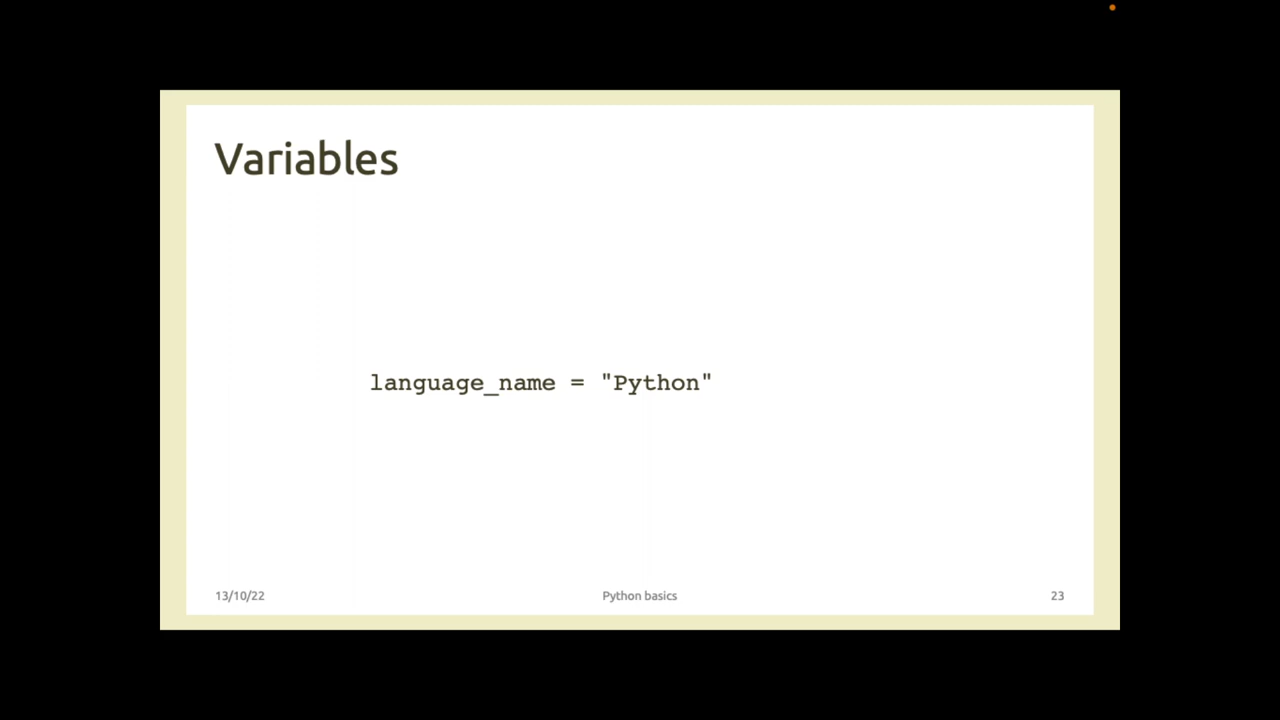 Variables
language_name = "Python"
13/10/22
Python basics
23